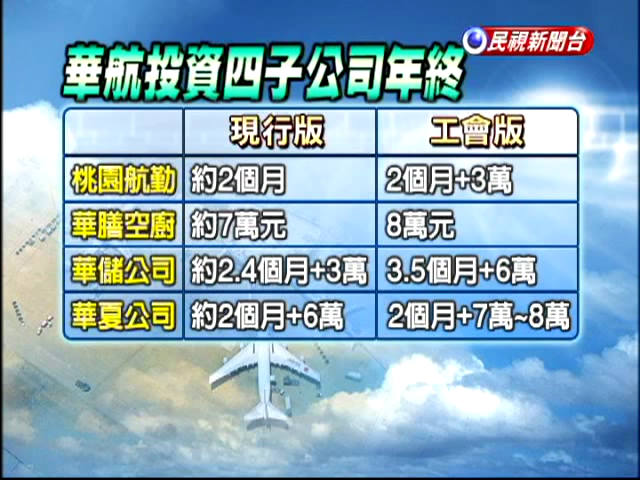 民視新聞台
華航投資四子公司年終
現行版 工會版
桃園航勤 約2個月 2個月+3萬
華膳空廚 約7萬元 8萬元
華儲公司 約2.4個月+3萬 3.5個月+6萬
華夏公司 約2個月+6萬 2個月+7萬~8萬